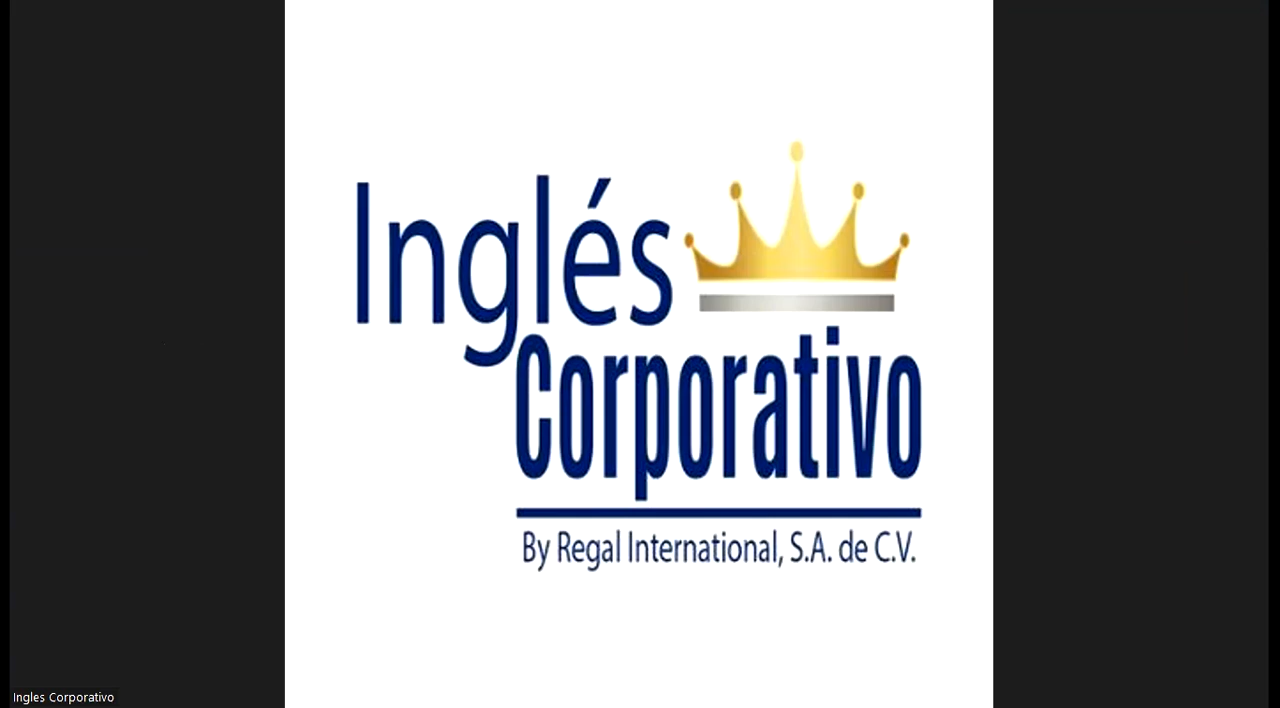 Inglés
Corporativo
By Regal International, S.A. de C.V.
Ingles Corporativo